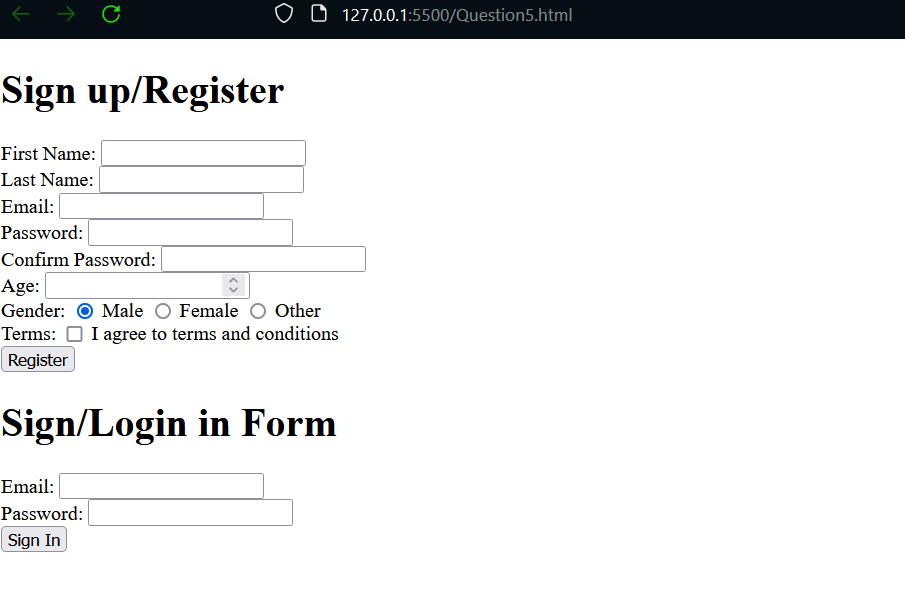 127.0.0.1:5500/Question5.html
Sign up/Register
First Name:
Last Name:
Email:
Password:
Confirm Password:
Age:
Gender: Male Female Other
Terms: I agree to terms and conditions
Register
Sign/Login in Form
Email:
Password:
Sign In